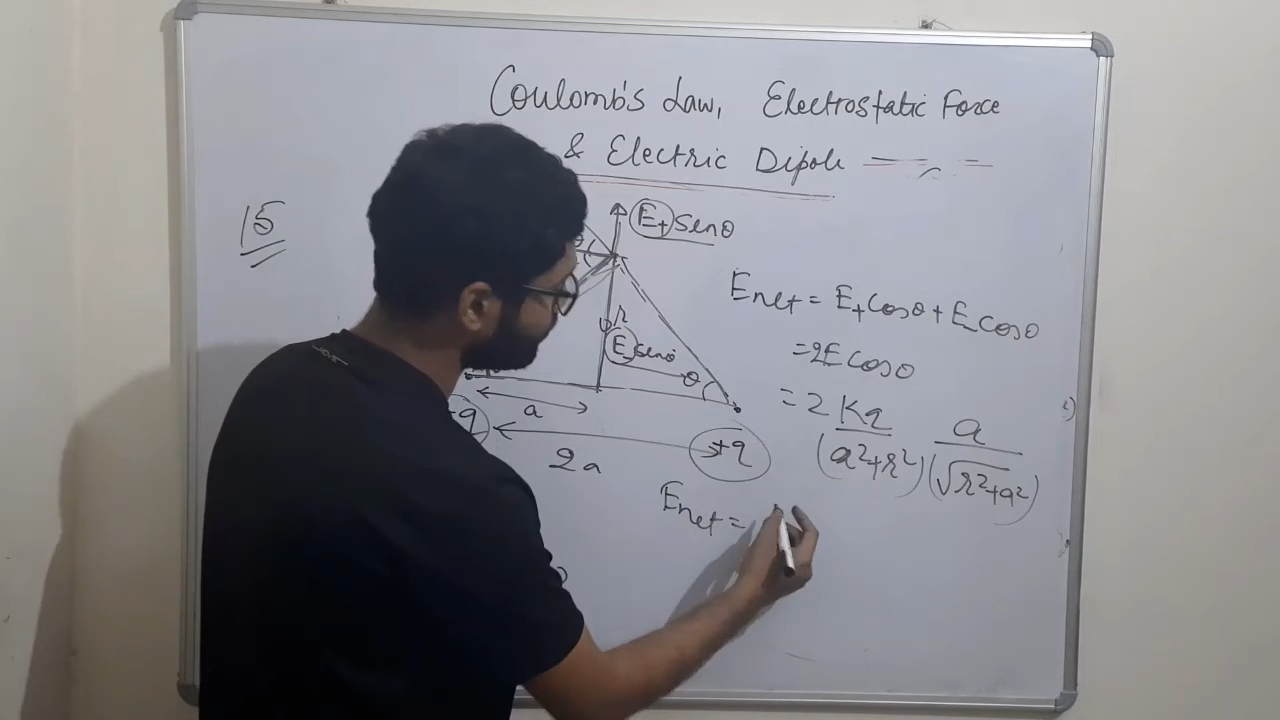 Coulomb's Law, Electrostatic Force
& Electric Dipole
15
E+ sinθ
θ
Enet = E+ cosθ + E- cosθ
r
E- sinθ
θ
= 2E cosθ
= 2 Kq/(a²+r²) a/(√r²+a²)
a
-q
+q
2a
Enet =